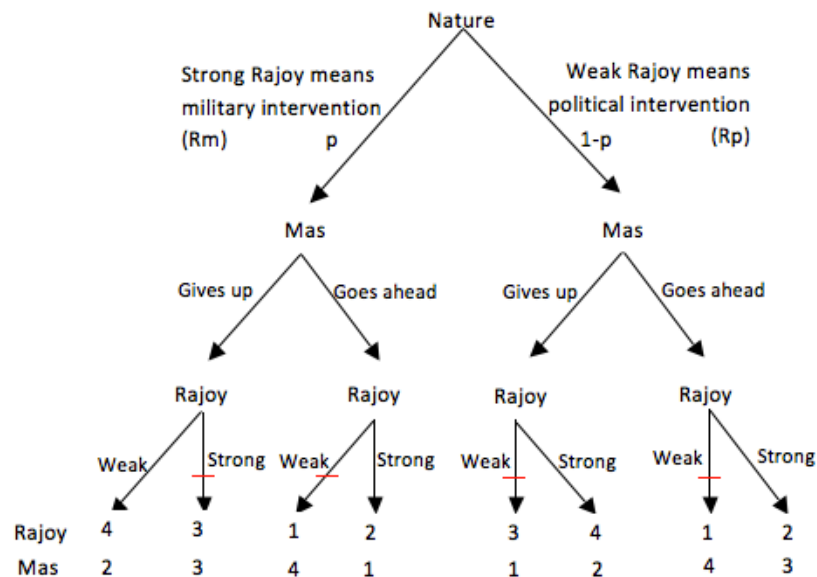 Nature
Strong Rajoy means
military intervention
(Rm) p
Weak Rajoy means
political intervention
1-p (Rp)
Mas Mas
Gives up Goes ahead Gives up Goes ahead
Rajoy Rajoy Rajoy Rajoy
Weak Strong Weak Strong Weak Strong Weak Strong
Rajoy 4 3 1 2 3 4 1 2
Mas 2 3 4 1 1 2 4 3